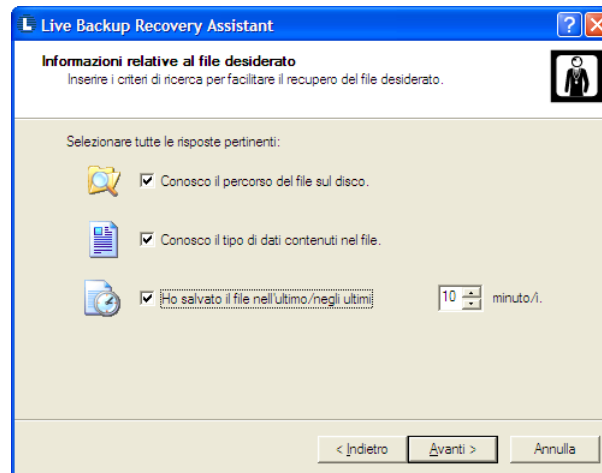 Live Backup Recovery Assistant
Informazioni relative al file desiderato
Inserire i criteri di ricerca per facilitare il recupero del file desiderato.
Selezionare tutte le risposte pertinenti:
Conosco il percorso del file sul disco.
Conosco il tipo di dati contenuti nel file.
Ho salvato il file nell'ultimo/negli ultimi 10 minuto/i.
< Indietro Avanti > Annulla